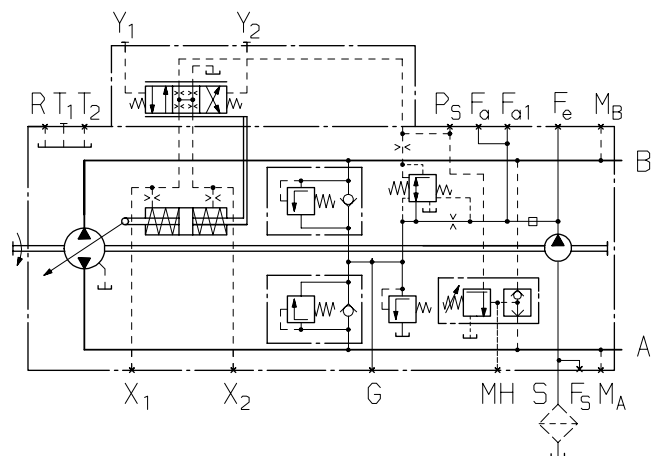 Y1 Y2
R T1 T2 PS Fa Fa1 Fe MB
B
A
X1 X2 G MH S FS MA